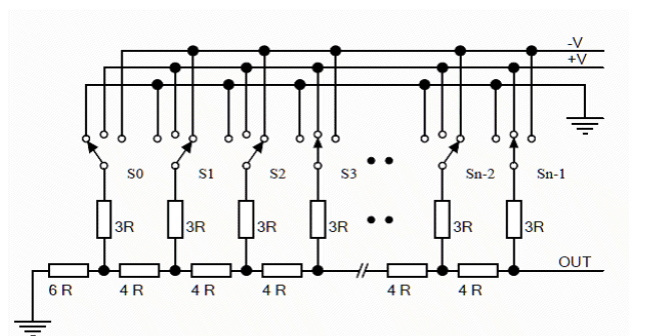 -V
+V
S0 S1 S2 S3 Sn-2 Sn-1
3R 3R 3R 3R 3R 3R
OUT
6 R 4 R 4 R 4 R 4 R 4 R